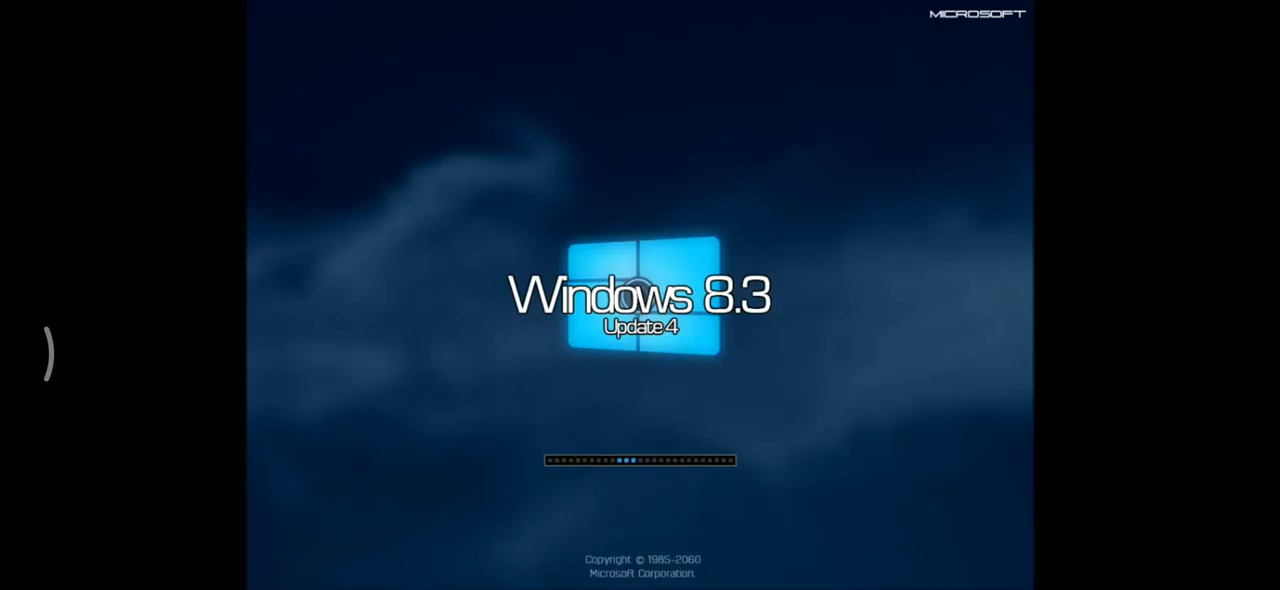 MICROSOFT
Windows 8.3
Update 4
Copyright © 1985-2060
Microsoft Corporation.